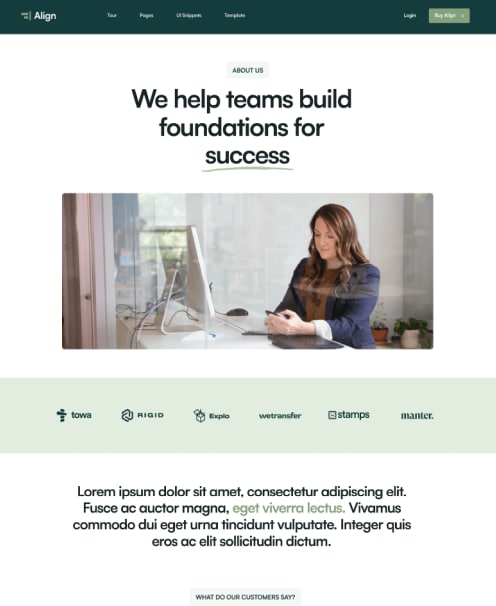 Align
Tour Pages UI Snippets Template
Login Buy Align
ABOUT US
We help teams build
foundations for
success
towa RIGID Explo wetransfer stamps manter.
Lorem ipsum dolor sit amet, consectetur adipiscing elit.
Fusce ac auctor magna, eget viverra lectus. Vivamus
commodo dui eget urna tincidunt vulputate. Integer quis
eros ac elit sollicitudin dictum.
WHAT DO OUR CUSTOMERS SAY?